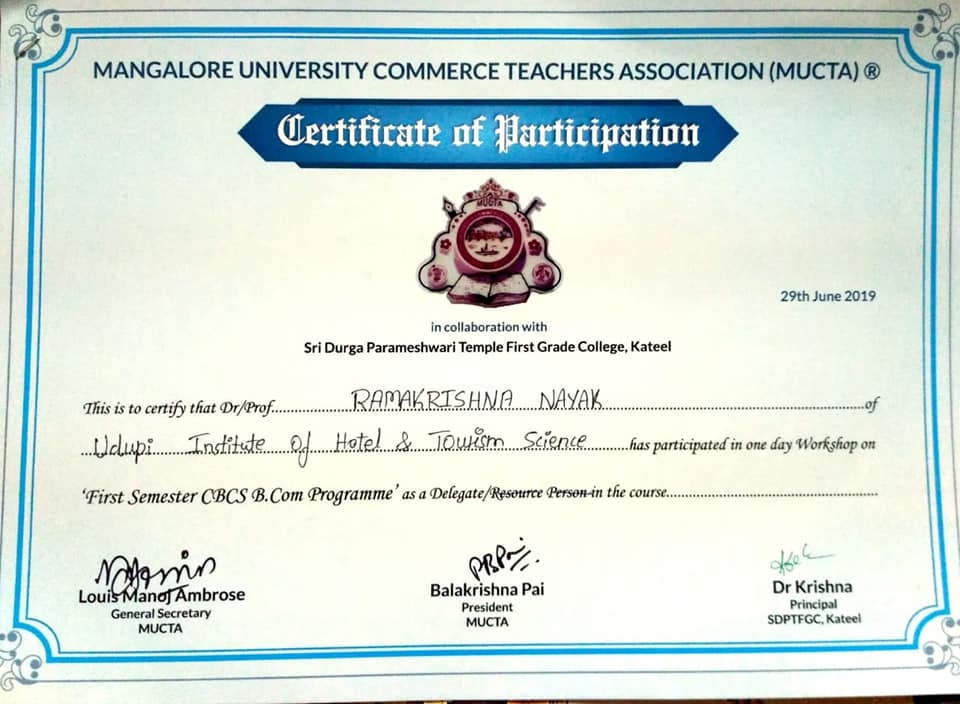 MANGALORE UNIVERSITY COMMERCE TEACHERS ASSOCIATION (MUCTA) ®
Certificate of Participation
MUCTA
29th June 2019
in collaboration with
Sri Durga Parameshwari Temple First Grade College, Kateel
This is to certify that Dr/Prof. RAMAKRISHNA NAYAK of
Udupi Institute Of Hotel & Tourism Science has participated in one day Workshop on
‘First Semester CBCS B.Com Programme’ as a Delegate/Resource Person in the course
Louis Manoj Ambrose
General Secretary
MUCTA
Balakrishna Pai
President
MUCTA
Dr Krishna
Principal
SDPTFGC, Kateel